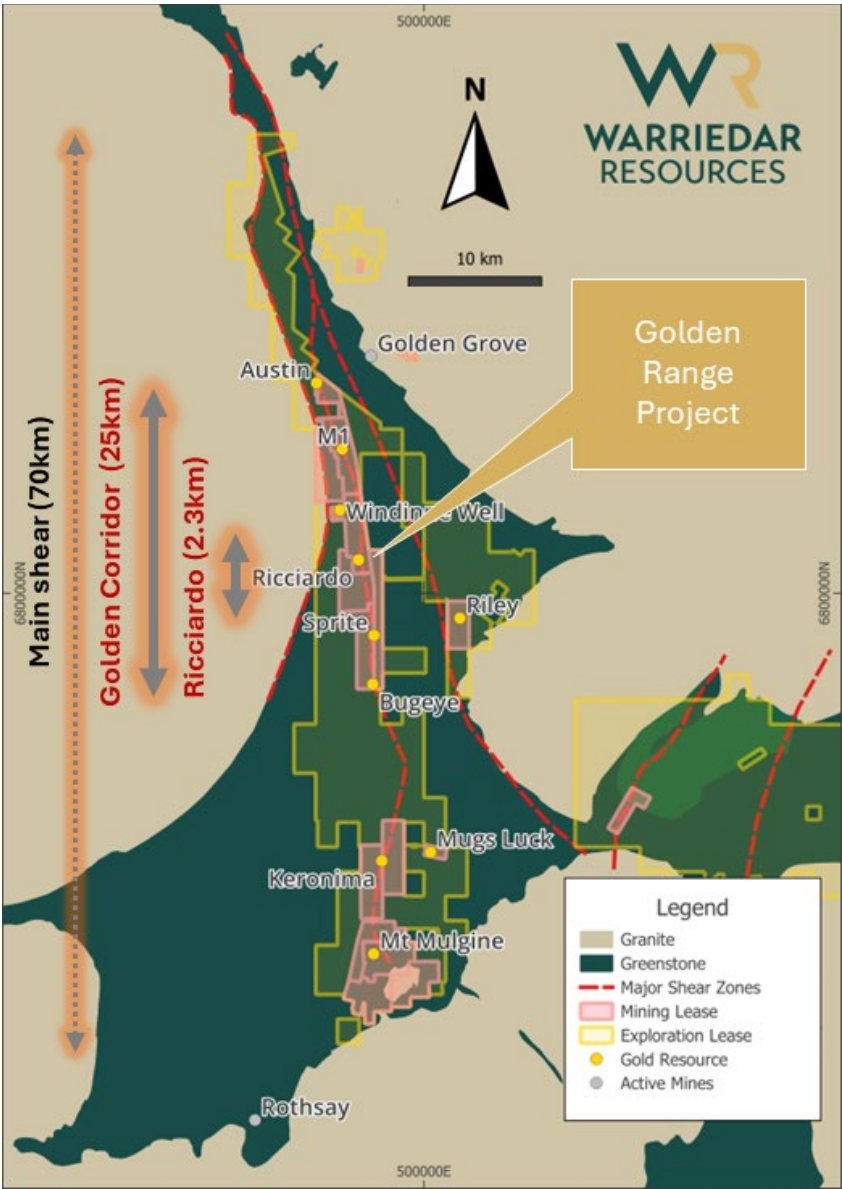 500000E
WARRIEDAR
RESOURCES
N
10 km
Golden
Range
Project
Golden Grove
Austin
M1
Windinne Well
Ricciardo
Riley
Sprite
Bugeye
Mugs Luck
Keronima
Mt Mulgine
Rothsay
Main shear (70km)
Golden Corridor (25km)
Ricciardo (2.3km)
6800000N
6800000N
Legend
Granite
Greenstone
Major Shear Zones
Mining Lease
Exploration Lease
Gold Resource
Active Mines
500000E